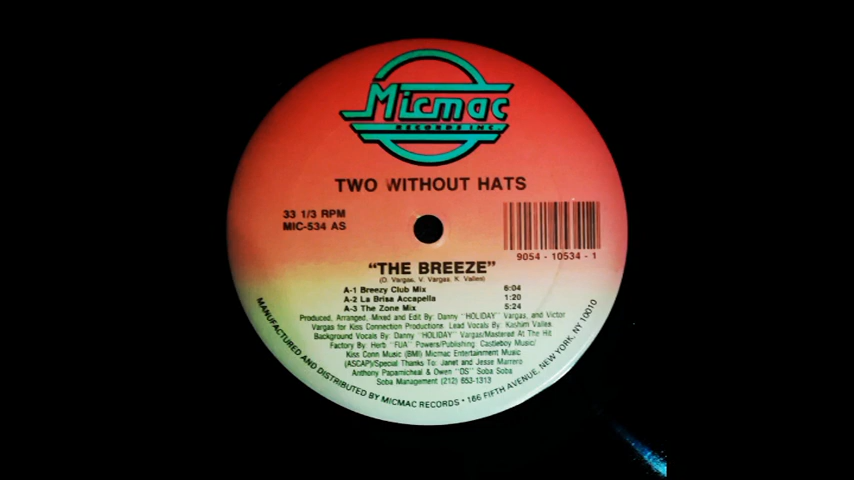 Micmac
RECORDS INC.
TWO WITHOUT HATS
33 1/3 RPM
MIC-534 AS
9054 - 10534 - 1
"THE BREEZE"
(D. Vargas, V. Vargas, K. Valles)
A-1 Breezy Club Mix 6:04
A-2 La Brisa Accapella 1:20
A-3 The Zone Mix 5:24
Produced, Arranged, Mixed and Edit By: Danny "HOLIDAY" Vargas, and Victor
Vargas for Kiss Connection Productions. Lead Vocals By: Kashim Valles
Background Vocals By: Danny "HOLIDAY" Vargas/Mastered At The Hit
Factory By: Herb "FUA" Powers/Publishing: Castleboy Music/
Kiss Conn Music (BMI) Micmac Entertainment Music
(ASCAP)/Special Thanks To: Janet and Jesse Marrero
Anthony Papamicheal & Owen "OS" Soba Soba
Soba Management (212) 653-1313
MANUFACTURED AND DISTRIBUTED BY MICMAC RECORDS • 166 FIFTH AVENUE, NEW YORK, NY 10010